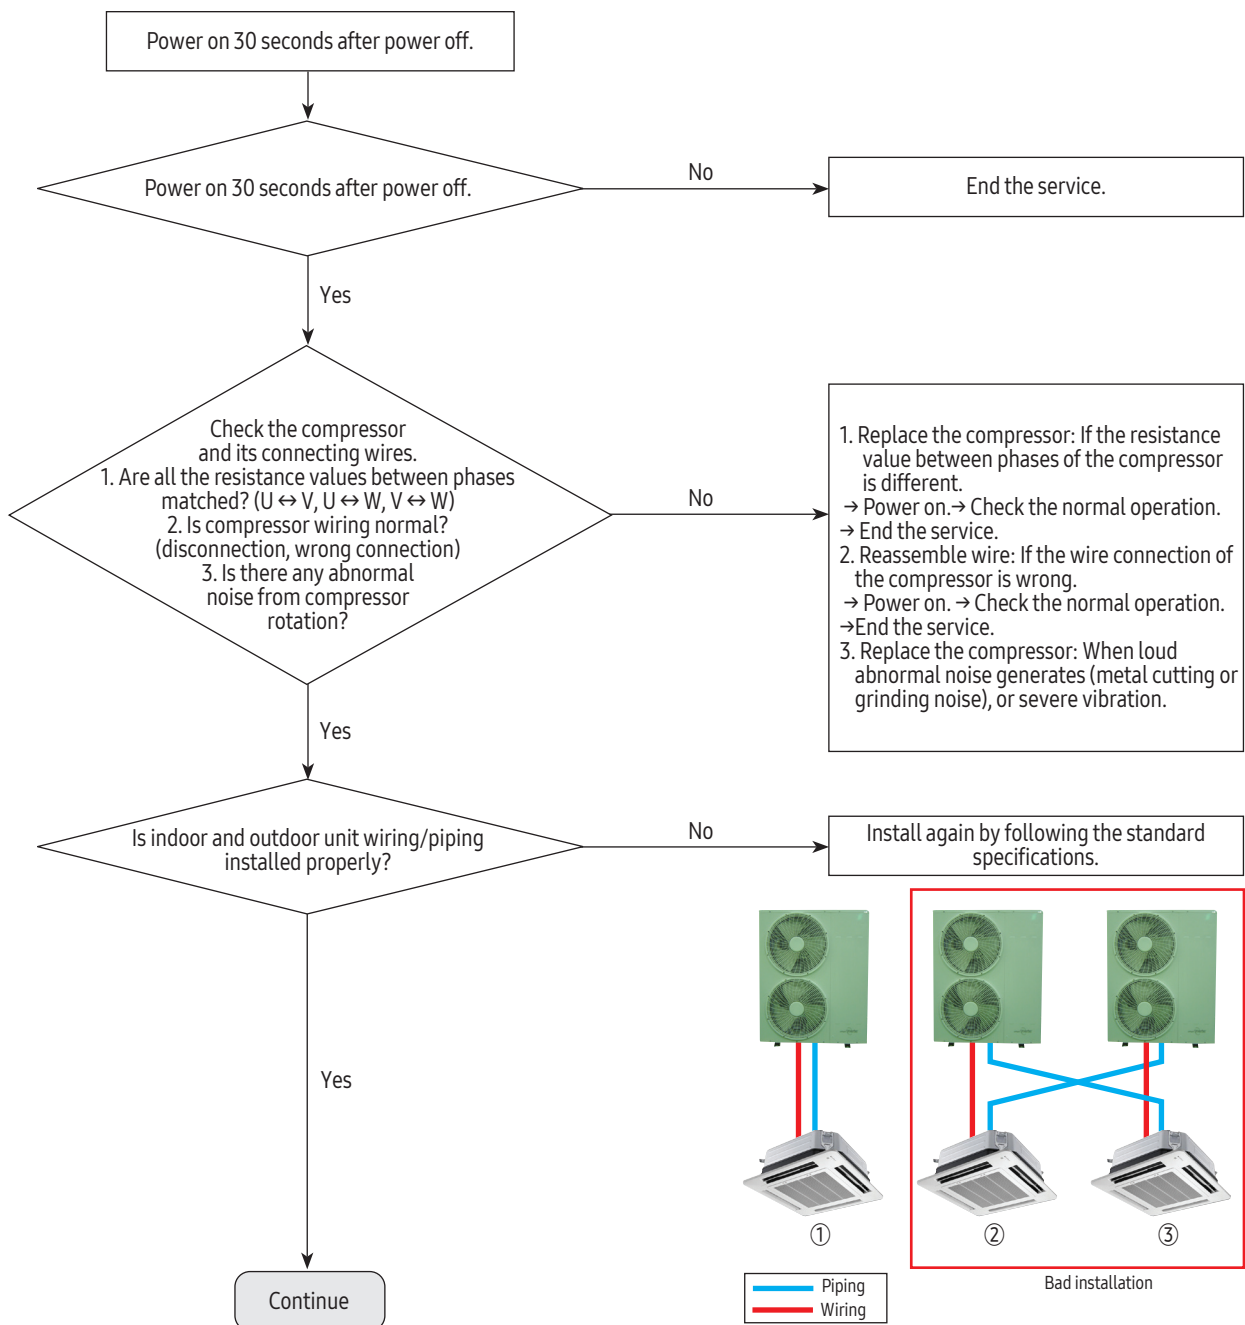 Power on 30 seconds after power off.
Power on 30 seconds after power off.
No
End the service.
Yes
Check the compressor
and its connecting wires.
1. Are all the resistance values between phases
matched? (U ↔ V, U ↔ W, V ↔ W)
2. Is compressor wiring normal?
(disconnection, wrong connection)
3. Is there any abnormal
noise from compressor
rotation?
No
1. Replace the compressor: If the resistance
value between phases of the compressor
is different.
→ Power on.→ Check the normal operation.
→ End the service.
2. Reassemble wire: If the wire connection of
the compressor is wrong.
→ Power on. → Check the normal operation.
→End the service.
3. Replace the compressor: When loud
abnormal noise generates (metal cutting or
grinding noise), or severe vibration.
Yes
Is indoor and outdoor unit wiring/piping
installed properly?
No
Install again by following the standard
specifications.
Yes
① ② ③
Bad installation
Piping
Wiring
Continue